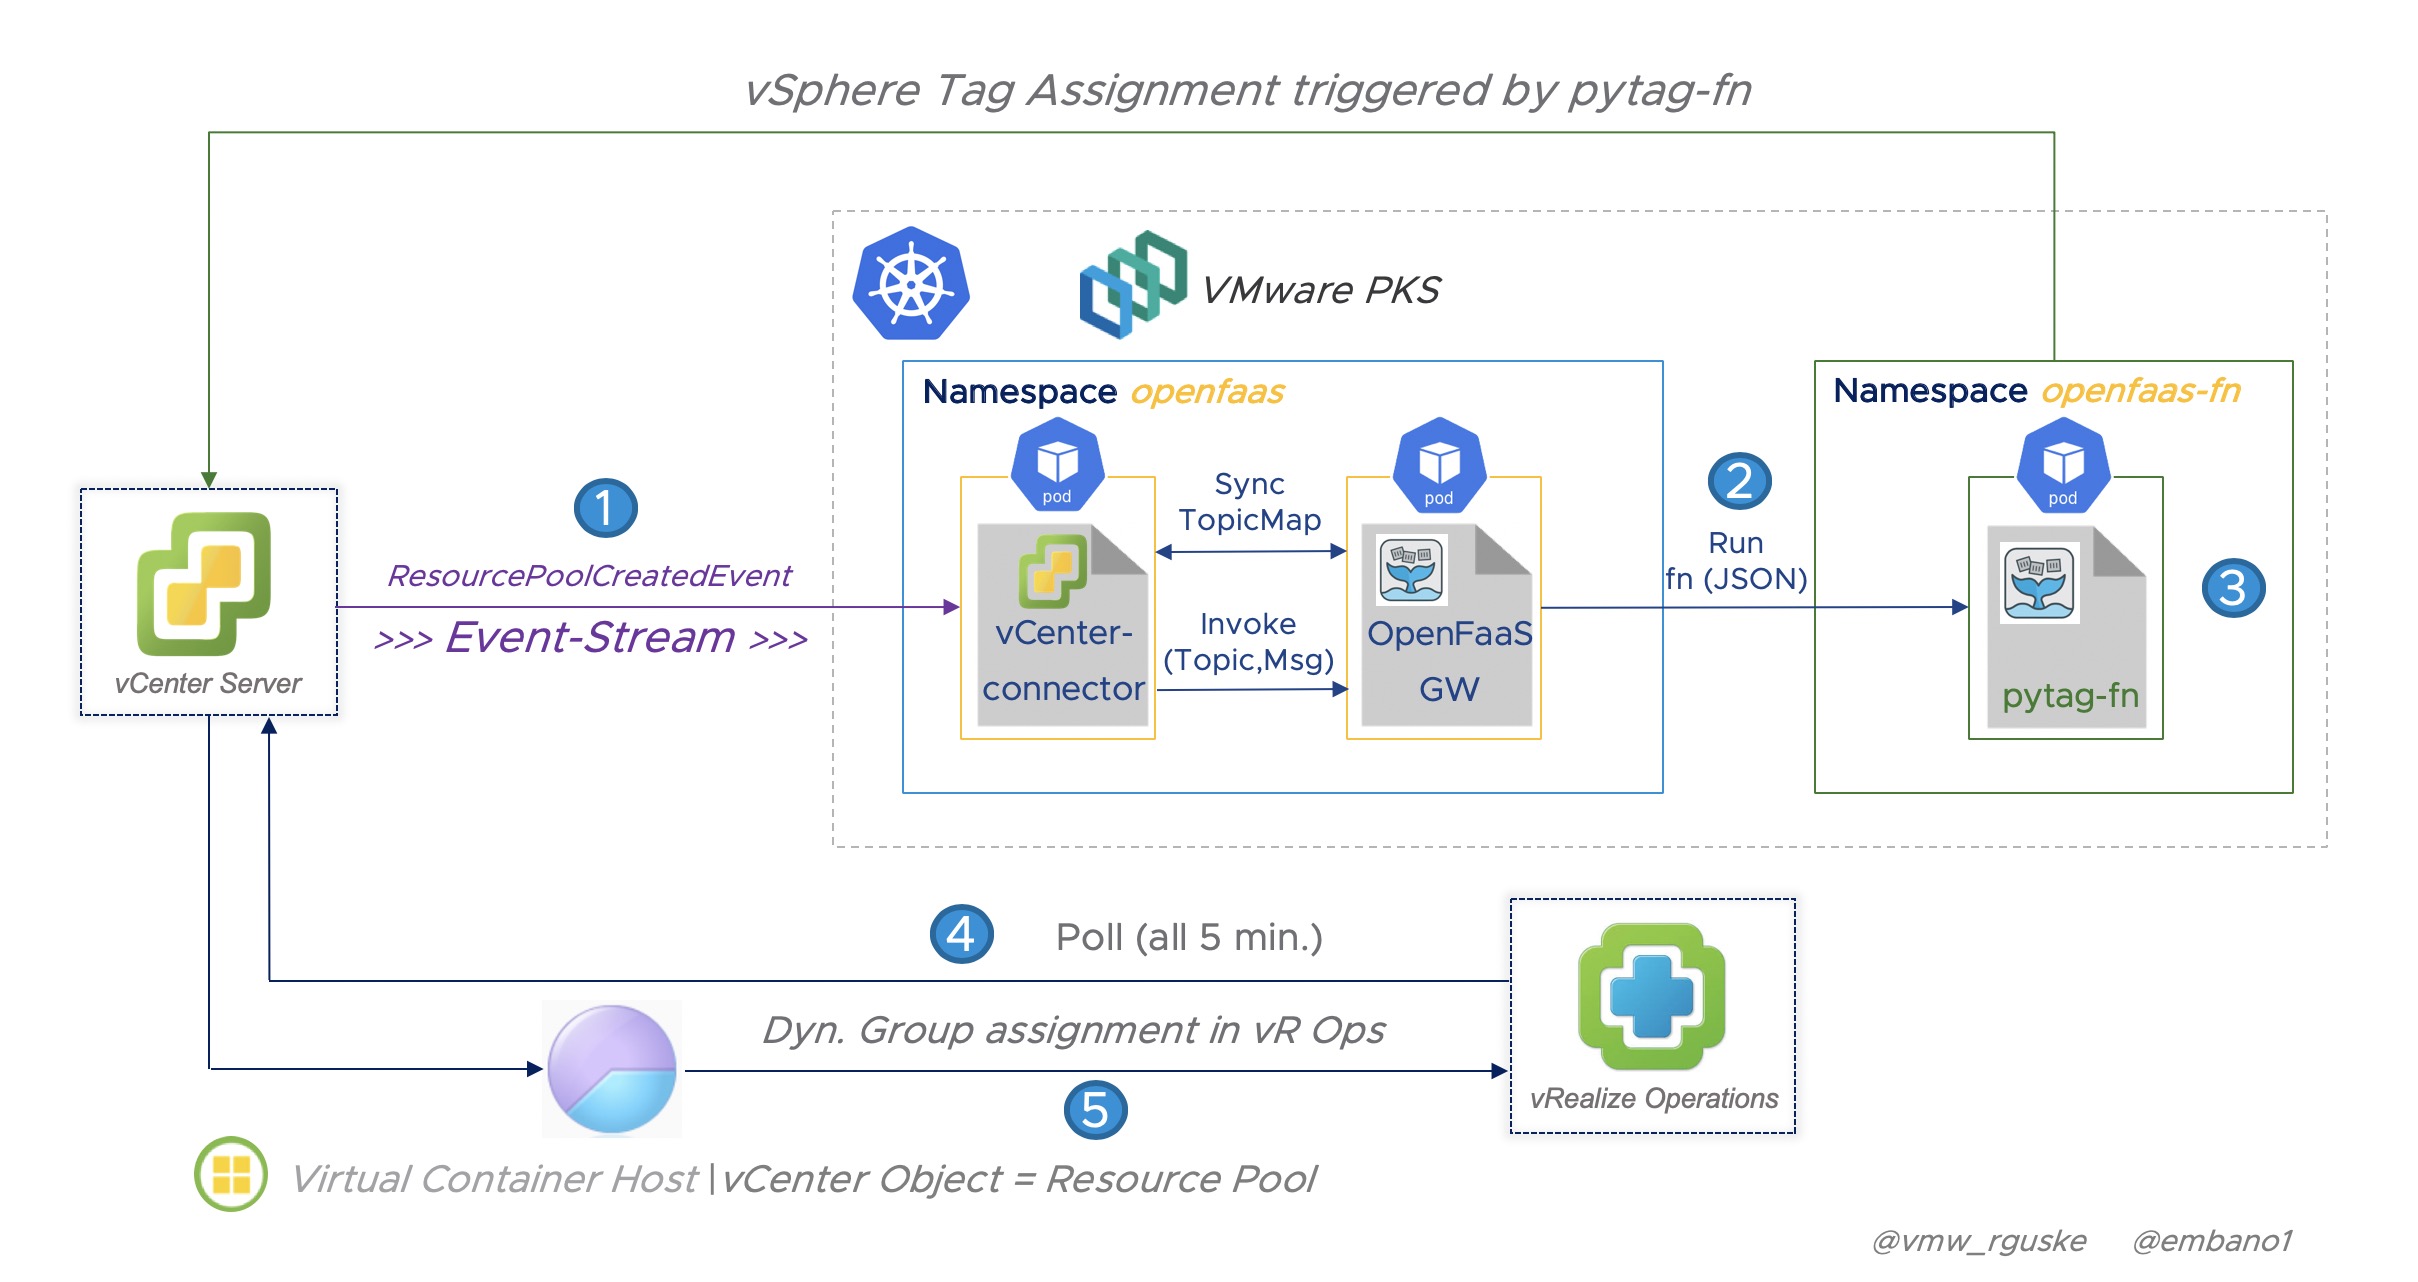 vSphere Tag Assignment triggered by pytag-fn
VMware PKS
Namespace openfaas
Namespace openfaas-fn
pod
pod
pod
1
ResourcePoolCreatedEvent
>>> Event-Stream >>>
vCenter Server
vCenter-
connector
Sync
TopicMap
Invoke
(Topic,Msg)
OpenFaaS
GW
2
Run
fn (JSON)
pytag-fn
3
4
Poll (all 5 min.)
Dyn. Group assignment in vR Ops
5
vRealize Operations
Virtual Container Host |vCenter Object = Resource Pool
@vmw_rguske @embano1